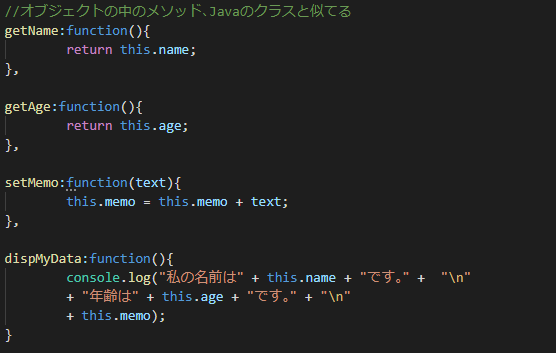 //オブジェクトの中のメソッド、Javaのクラスと似てる
getName:function(){
return this.name;
},
getAge:function(){
return this.age;
},
setMemo:function(text){
this.memo = this.memo + text;
},
dispMyData:function(){
console.log("私の名前は" + this.name + "です。" +  "\n"
+ "年齢は" + this.age + "です。" + "\n"
+ this.memo);
}